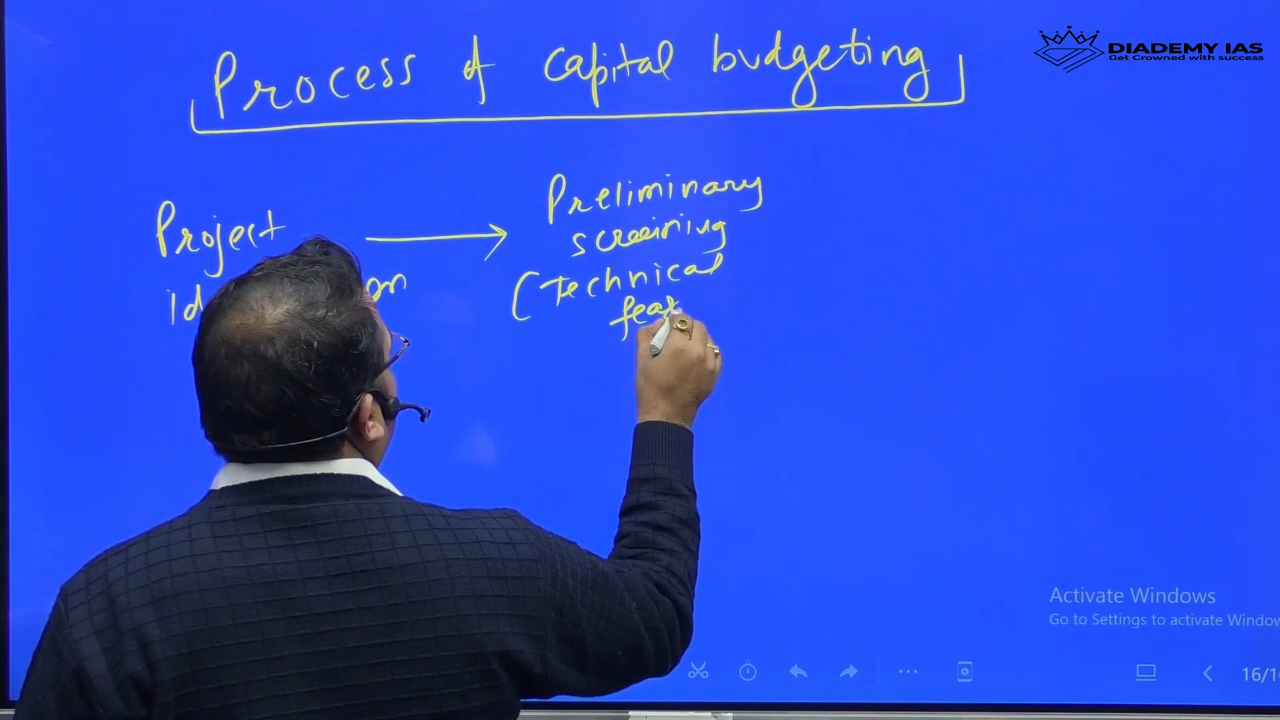 Process of capital budgeting
DIADEMY IAS
Get Crowned with success
Project
Preliminary
screening
(Technical
Activate Windows
Go to Settings to activate Window